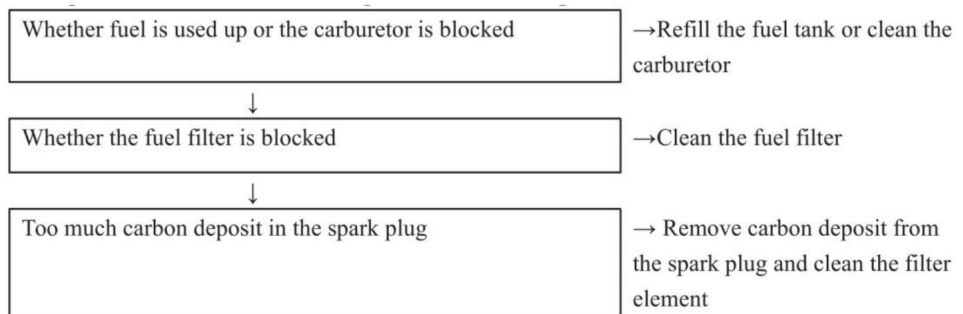 Whether fuel is used up or the carburetor is blocked
→Refill the fuel tank or clean the
carburetor
↓
Whether the fuel filter is blocked
→Clean the fuel filter
↓
Too much carbon deposit in the spark plug
→ Remove carbon deposit from
the spark plug and clean the filter
element